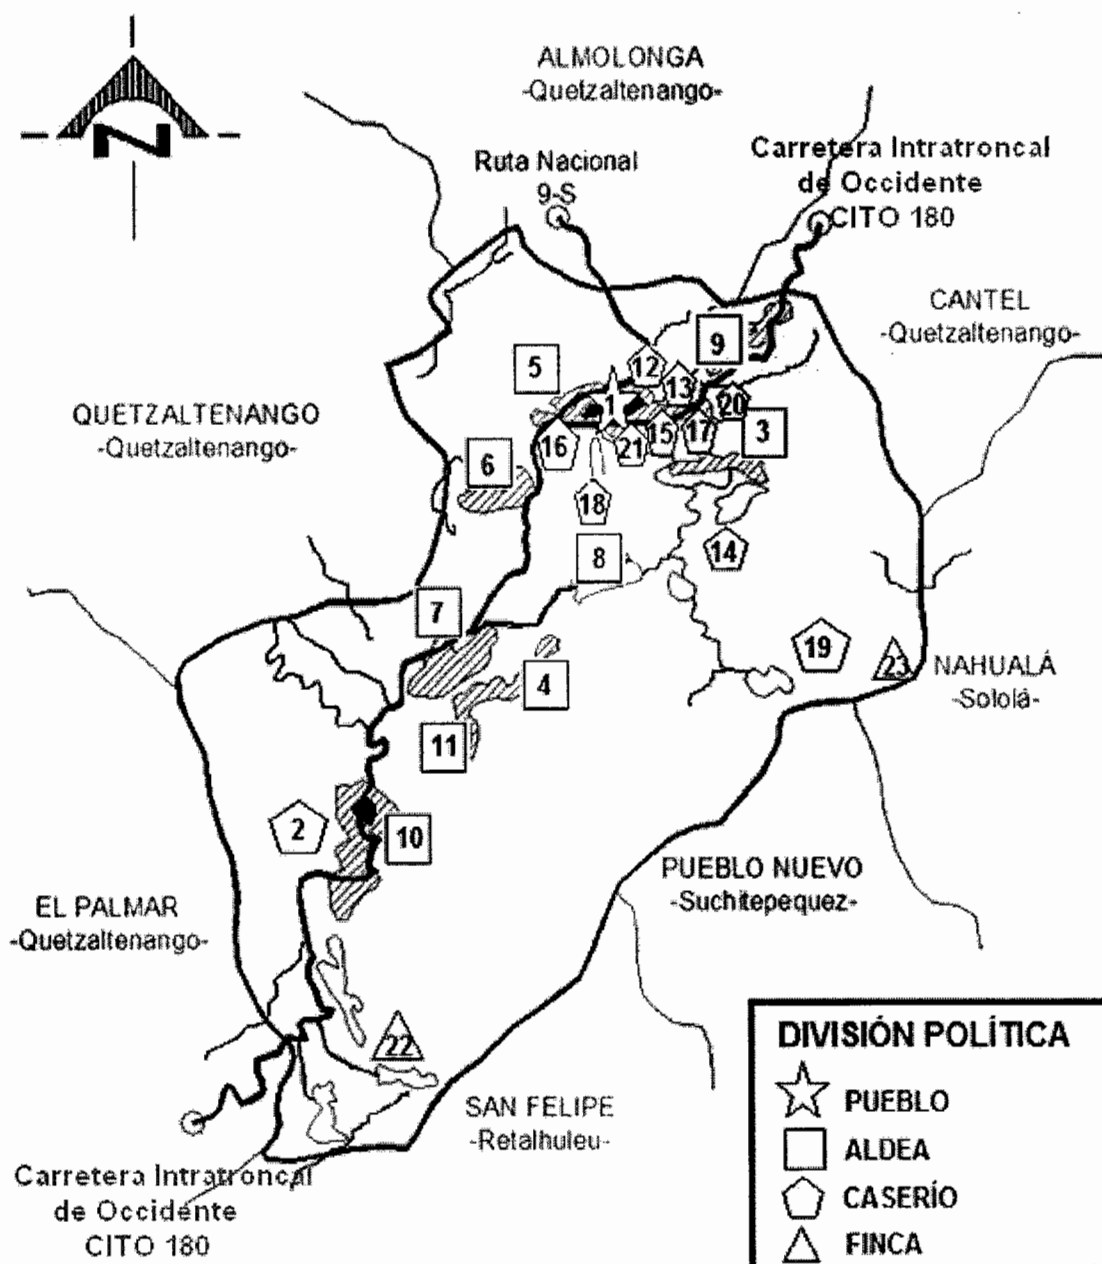 ALMOLONGA
-Quetzaltenango-
Ruta Nacional
9-S
Carretera Intratroncal
de Occidente
CITO 180
N
CANTEL
-Quetzaltenango-
QUETZALTENANGO
-Quetzaltenango-
5
12
9
13
1
20
16
21
15
17
3
6
18
14
8
7
19
23
NAHUALÁ
-Sololá-
4
11
2
10
PUEBLO NUEVO
-Suchitepequez-
EL PALMAR
-Quetzaltenango-
22
SAN FELIPE
-Retalhuleu-
Carretera Intratroncal
de Occidente
CITO 180
DIVISIÓN POLÍTICA
PUEBLO
ALDEA
CASERÍO
FINCA